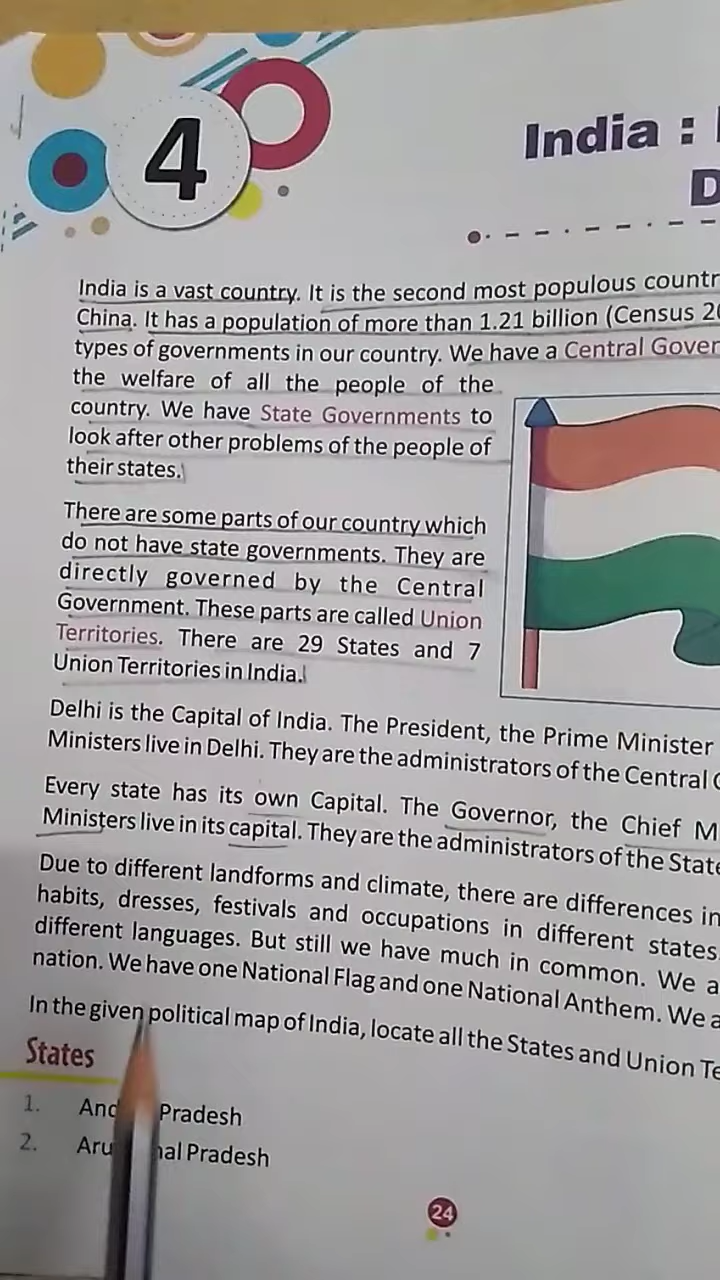 4
India :
India is a vast country. It is the second most populous
China. It has a population of more than 1.21 billion (Census
types of governments in our country. We have a Central
the welfare of all the people of the
country. We have State Governments to
look after other problems of the people of
their states.
There are some parts of our country which
do not have state governments. They are
directly governed by the Central
Government. These parts are called Union
Territories. There are 29 States and 7
Union Territories in India.
Delhi is the Capital of India. The President, the Prime Minister
Ministers live in Delhi. They are the administrators of the Central
Every state has its own Capital. The Governor, the Chief
Ministers live in its capital. They are the administrators of the
Due to different landforms and climate, there are differences in
habits, dresses, festivals and occupations in different states.
different languages. But still we have much in common. We
nation. We have one National Flag and one National Anthem. We
In the given political map of India, locate all the States and Union
States
1. Pradesh
2. Pradesh
24